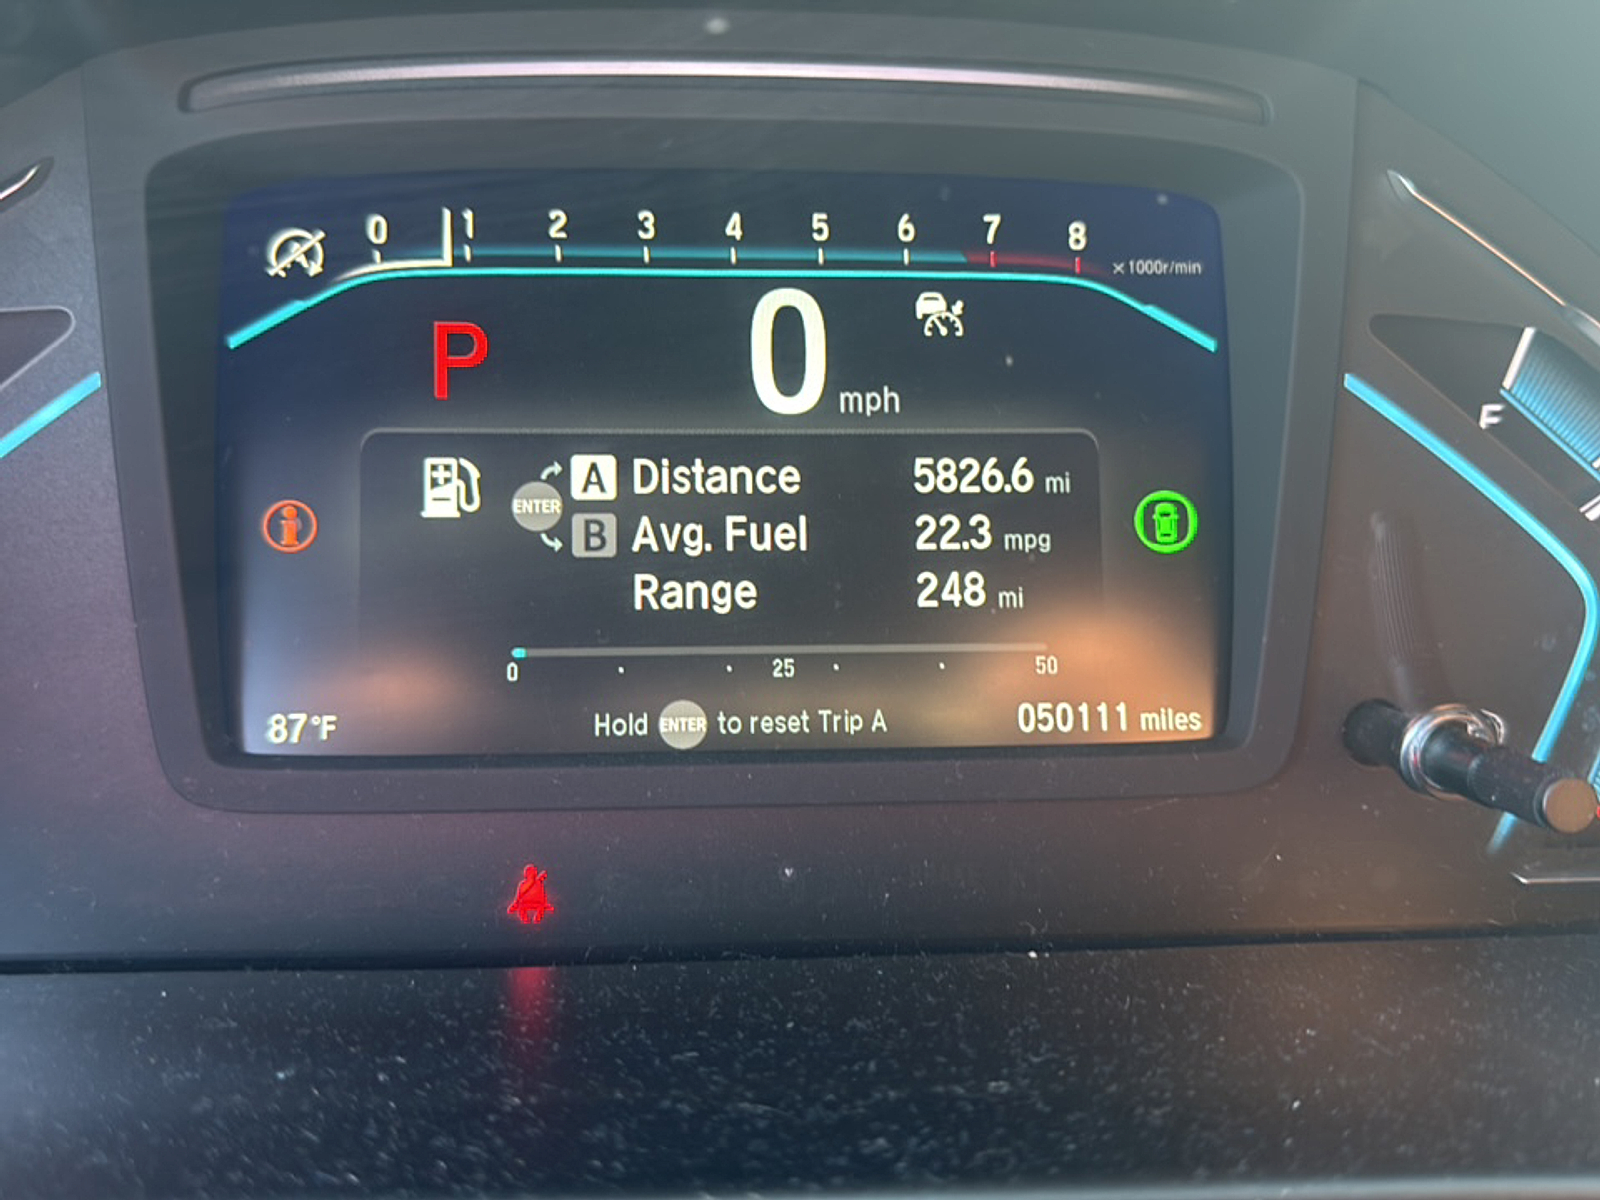 0 1 2 3 4 5 6 7 8
x1000r/min
P 0 mph
F
A Distance 5826.6 mi
ENTER
B Avg. Fuel 22.3 mpg
Range 248 mi
0 25 50
87°F Hold ENTER to reset Trip A 050111 miles